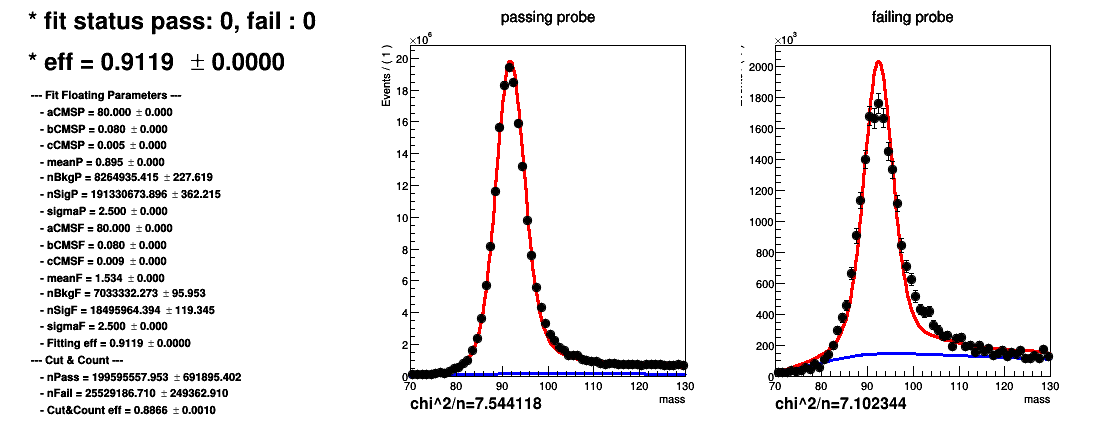 * fit status pass: 0, fail : 0
* eff = 0.9119 ± 0.0000
--- Fit Floating Parameters ---
- aCMSP = 80.000 ± 0.000
- bCMSP = 0.080 ± 0.000
- cCMSP = 0.005 ± 0.000
- meanP = 0.895 ± 0.000
- nBkgP = 8264935.415 ± 227.619
- nSigP = 191330673.896 ± 362.215
- sigmaP = 2.500 ± 0.000
- aCMSF = 80.000 ± 0.000
- bCMSF = 0.080 ± 0.000
- cCMSF = 0.009 ± 0.000
- meanF = 1.534 ± 0.000
- nBkgF = 7033332.273 ± 95.953
- nSigF = 18495964.394 ± 119.345
- sigmaF = 2.500 ± 0.000
- Fitting eff = 0.9119 ± 0.0000
--- Cut & Count ---
- nPass = 199595557.953 ± 691895.402
- nFail = 25529186.710 ± 249362.910
- Cut&Count eff = 0.8866 ± 0.0010
passing probe
×10⁶
Events / ( 1 )
20
18
16
14
12
10
8
6
4
2
0
70 80 90 100 110 120 130
mass
chi^2/n=7.544118
failing probe
×10³
2000
1800
1600
1400
1200
1000
800
600
400
200
0
70 80 90 100 110 120 130
mass
chi^2/n=7.102344